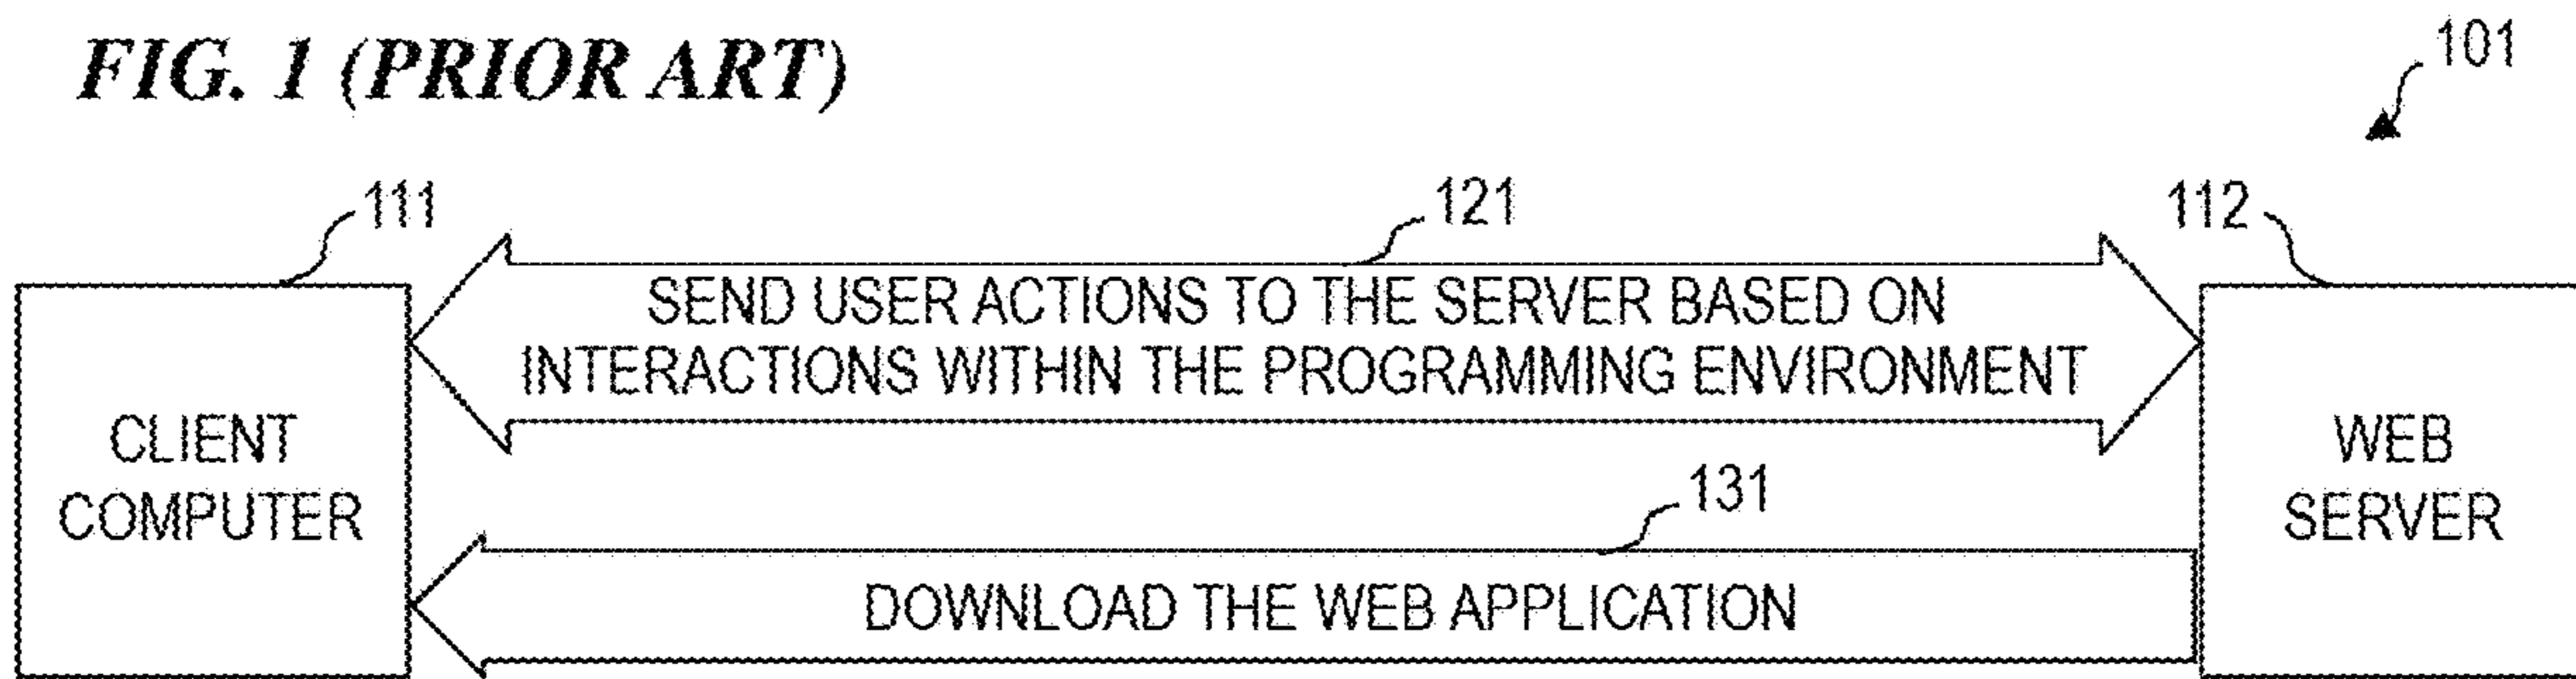 FIG. 1 (PRIOR ART)
101
111
121
112
SEND USER ACTIONS TO THE SERVER BASED ON
INTERACTIONS WITHIN THE PROGRAMMING ENVIRONMENT
CLIENT
COMPUTER
WEB
SERVER
131
DOWNLOAD THE WEB APPLICATION